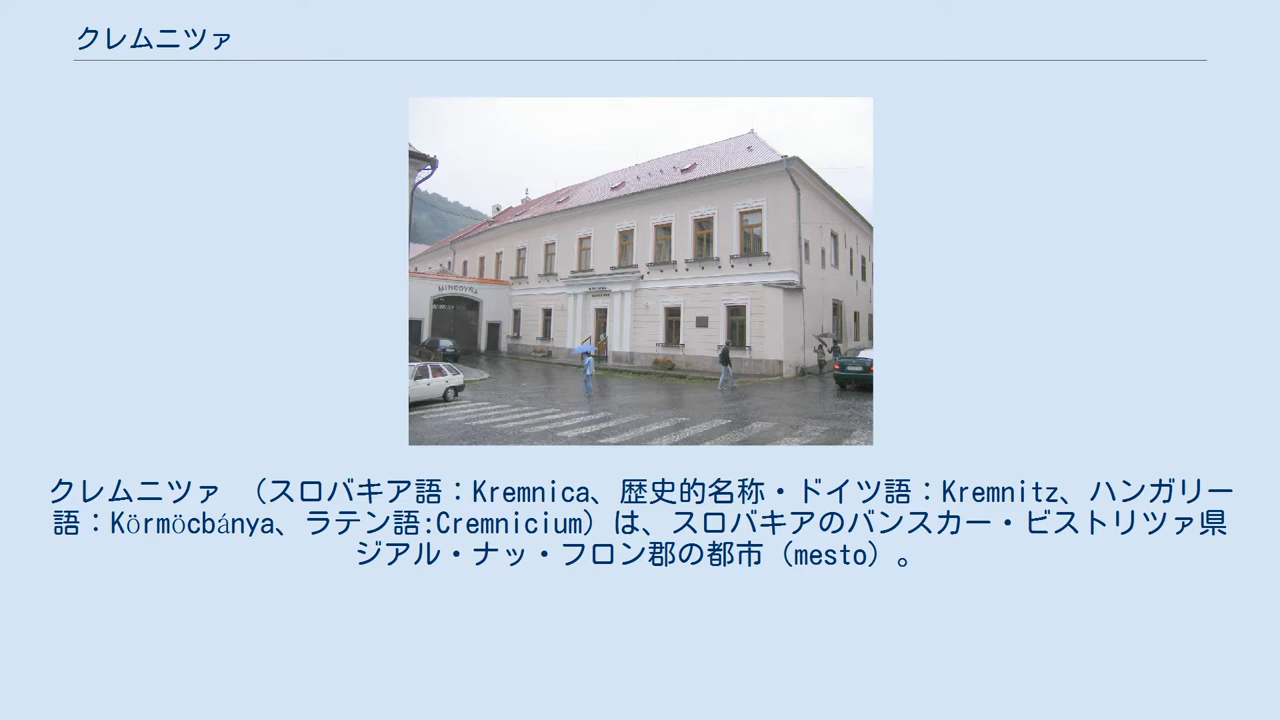 クレムニツァ
MINCOVŇA
クレムニツァ （スロバキア語：Kremnica、歴史的名称・ドイツ語：Kremnitz、ハンガリー
語：Körmöcbánya、ラテン語:Cremnicium）は、スロバキアのバンスカー・ビストリツァ県
ジアル・ナッ・フロン郡の都市（mesto）。